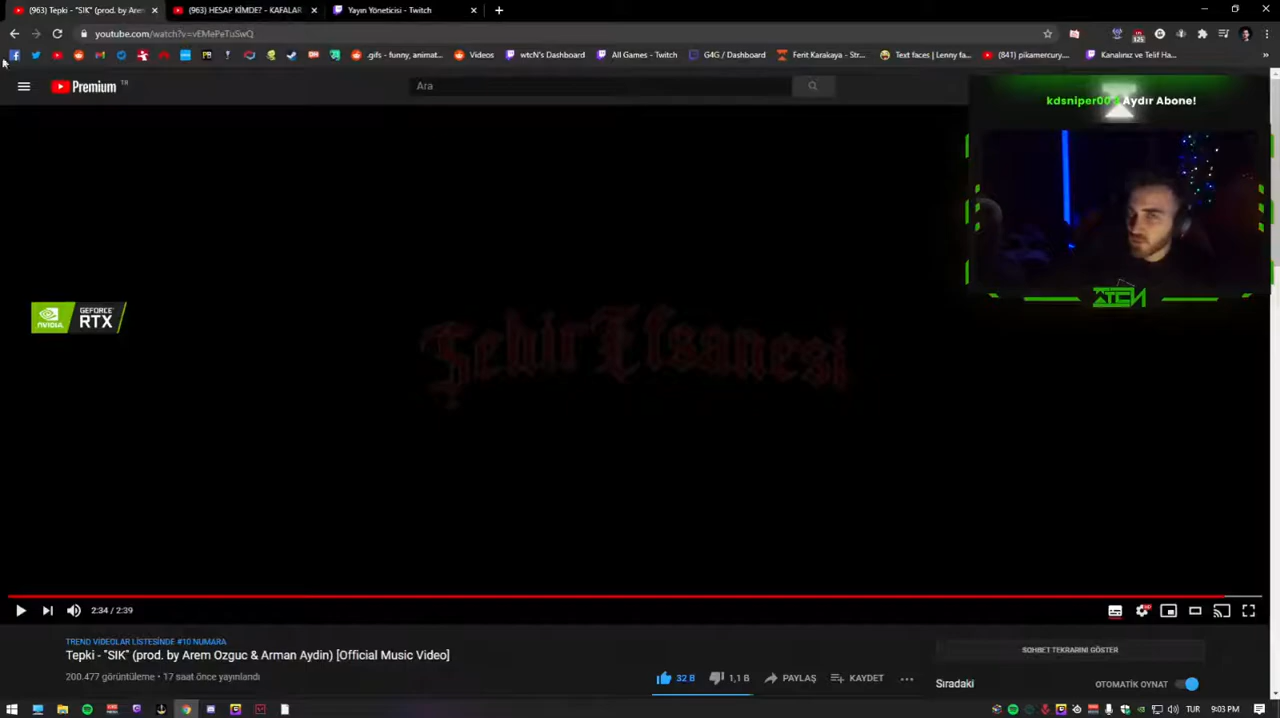 (963) Tepki - "SIK" (prod. by Aren
(963) HESAP KİMDE? - KAFALAR
Yayın Yöneticisi - Twitch
youtube.com/watch?v=vEMePeTuSwQ
.gifs - funny, animat...
Videos
wtcN's Dashboard
All Games - Twitch
G4G / Dashboard
Ferit Karakaya - Str...
Text faces | Lenny fa...
(841) pikamercury...
Kanalınız ve Telif Ha...
Premium TR
Ara
kdsniper00 Aydır Abone!
NVIDIA
GEFORCE
RTX
Şehir Efsanesi
WTCN
2:34 / 2:39
TREND VİDEOLAR LİSTESİNDE #10 NUMARA
Tepki - "SIK" (prod. by Arem Ozguc & Arman Aydin) [Official Music Video]
200.477 görüntüleme • 17 saat önce yayınlandı
32 B
1,1 B
PAYLAŞ
KAYDET
SOHBET TEKRARINI GÖSTER
Sıradaki
OTOMATİK OYNAT
TUR
9:03 PM